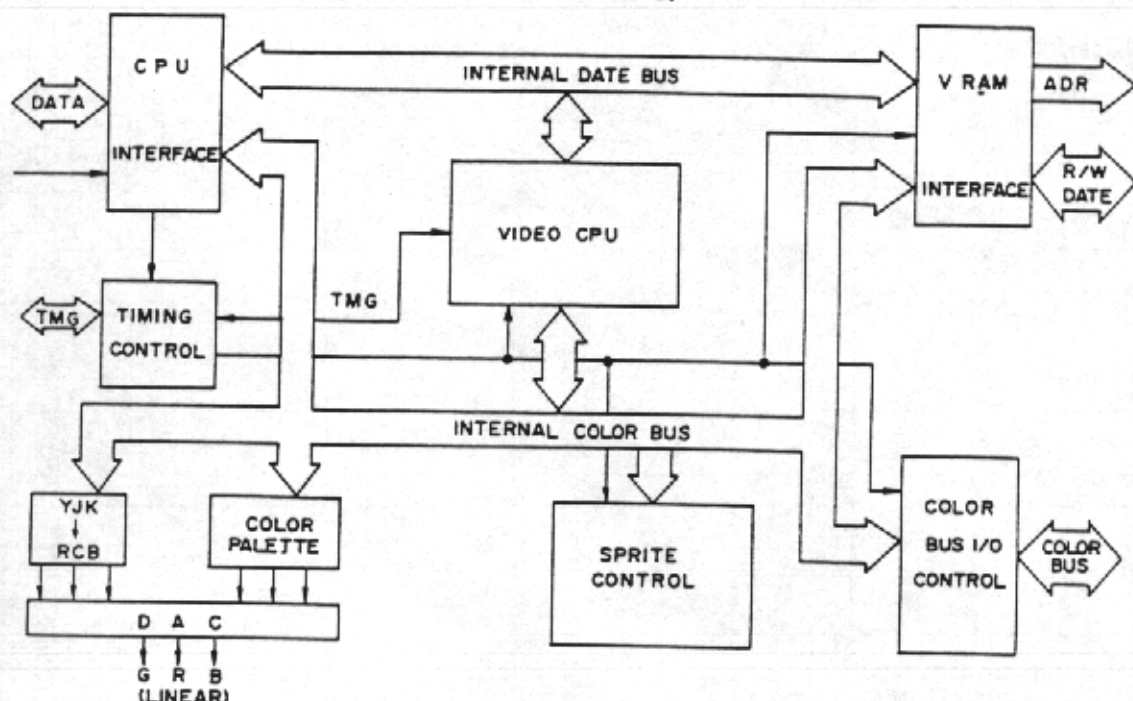 CPU
INTERFACE
DATA
INTERNAL DATE BUS
V RAM
INTERFACE
ADR
R/W
DATE
VIDEO CPU
TMG
TIMING
CONTROL
TMG
INTERNAL COLOR BUS
YJK
RCB
COLOR
PALETTE
SPRITE
CONTROL
COLOR
BUS I/O
CONTROL
COLOR
BUS
D A C
G R B
(LINEAR)